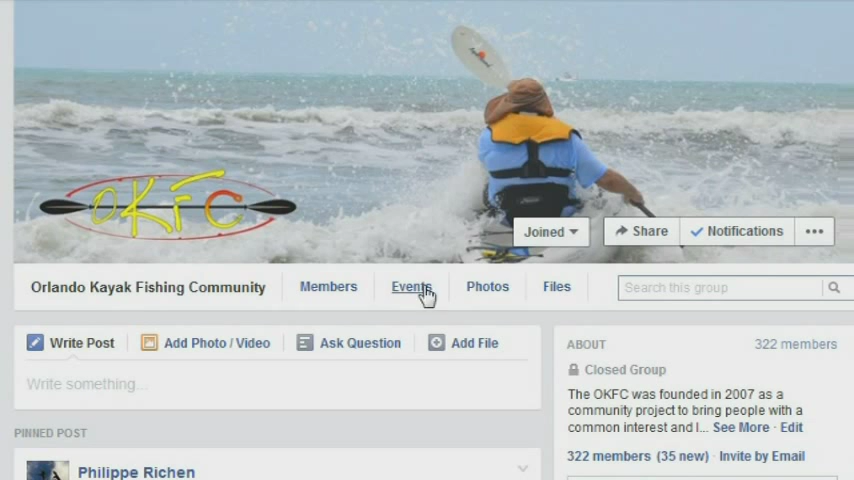 OKFC
Joined
Share
Notifications
Orlando Kayak Fishing Community
Members
Events
Photos
Files
Search this group
Write Post
Add Photo / Video
Ask Question
Add File
Write something...
ABOUT
322 members
Closed Group
The OKFC was founded in 2007 as a
community project to bring people with a
common interest and l... See More · Edit
322 members (35 new) · Invite by Email
PINNED POST
Philippe Richen